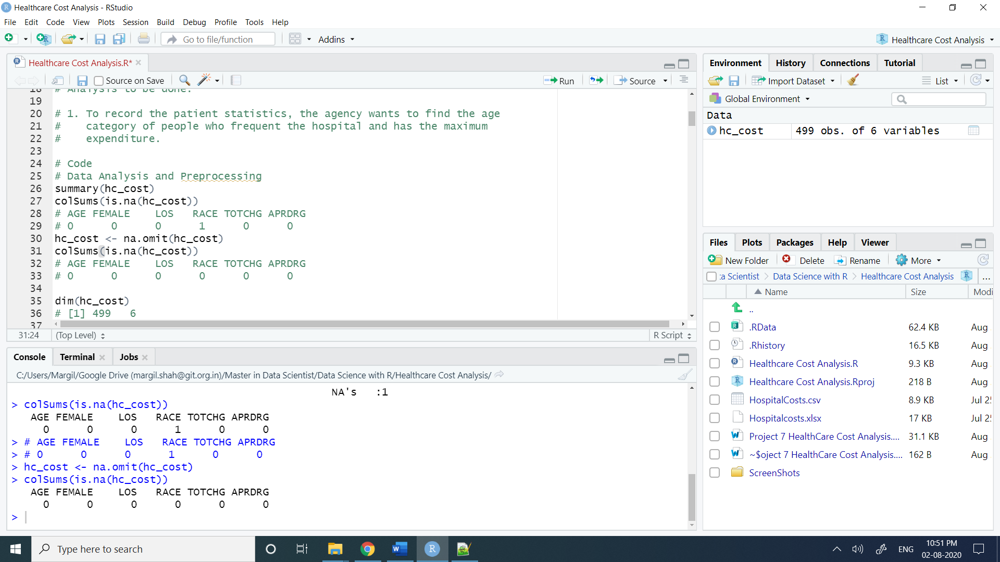 Healthcare Cost Analysis - RStudio
File Edit Code View Plots Session Build Debug Profile Tools Help
Go to file/function Addins Healthcare Cost Analysis
Healthcare Cost Analysis.R*
Source on Save Run Source
18 # Analysis to be done:
19
20 # 1. To record the patient statistics, the agency wants to find the age
21 #    category of people who frequent the hospital and has the maximum
22 #    expenditure.
23
24 # Code
25 # Data Analysis and Preprocessing
26 summary(hc_cost)
27 colSums(is.na(hc_cost))
28 # AGE FEMALE    LOS   RACE TOTCHG APRDRG
29 # 0      0      0      1      0      0
30 hc_cost <- na.omit(hc_cost)
31 colSums(is.na(hc_cost))
32 # AGE FEMALE    LOS   RACE TOTCHG APRDRG
33 # 0      0      0      0      0      0
34
35 dim(hc_cost)
36 # [1] 499   6
37
31:24 (Top Level) R Script
Console Terminal Jobs
C:/Users/Margil/Google Drive (margil.shah@git.org.in)/Master in Data Scientist/Data Science with R/Healthcare Cost Analysis/
NA's   :1
> colSums(is.na(hc_cost))
   AGE FEMALE    LOS   RACE TOTCHG APRDRG
     0      0      0      1      0      0
> # AGE FEMALE    LOS   RACE TOTCHG APRDRG
> # 0      0      0      1      0      0
> hc_cost <- na.omit(hc_cost)
> colSums(is.na(hc_cost))
   AGE FEMALE    LOS   RACE TOTCHG APRDRG
     0      0      0      0      0      0
>
Environment History Connections Tutorial
Import Dataset List
Global Environment
Data
hc_cost 499 obs. of 6 variables
Files Plots Packages Help Viewer
New Folder Delete Rename More
:a Scientist > Data Science with R > Healthcare Cost Analysis R ...
Name Size Modi
..
.RData 62.4 KB Aug
.Rhistory 16.5 KB Aug
Healthcare Cost Analysis.R 9.3 KB Aug
Healthcare Cost Analysis.Rproj 218 B Aug
HospitalCosts.csv 8.9 KB Jul 2
Hospitalcosts.xlsx 17 KB Jul 2
Project 7 HealthCare Cost Analysis.... 31.1 KB Aug
~$oject 7 HealthCare Cost Analysis.... 162 B Aug
ScreenShots
Type here to search
ENG
10:51 PM
02-08-2020